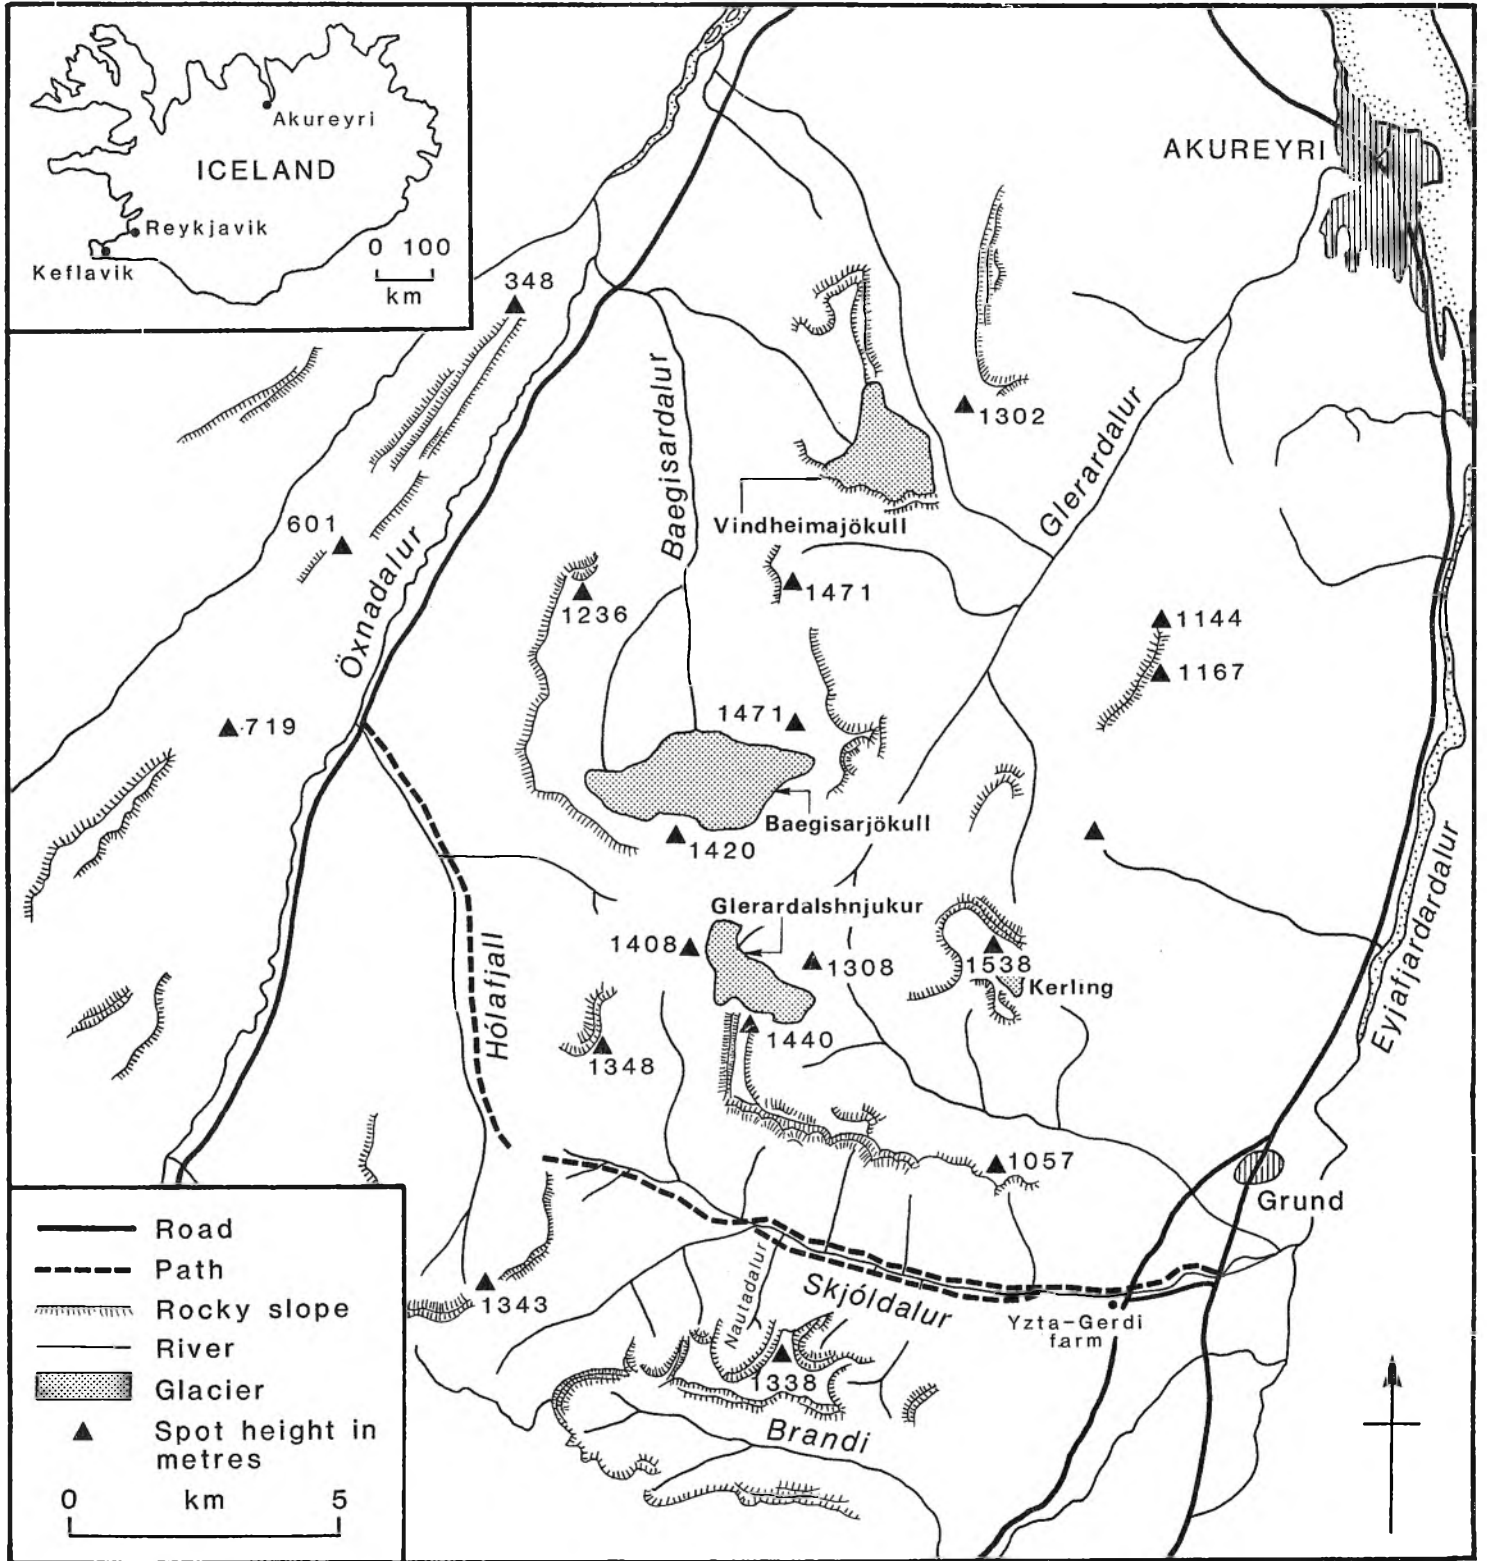 Akureyri
ICELAND
Reykjavik
Keflavik
0 100
km
AKUREYRI
348
Baegisardalur
1302
Glerardalur
Vindheimajökull
601
Öxnadalur
1236
1471
1144
1167
719
1471
Baegisarjökull
1420
Glerardalshnjukur
1408
1308
1538
Kerling
Eyjafjardardalur
Hólafjall
1440
1348
1057
Grund
Road
Path
Rocky slope
River
Glacier
Spot height in
metres
0 km 5
1343
Nautadalur
Skjóldalur
Yzta-Gerdi
farm
1338
Brandi